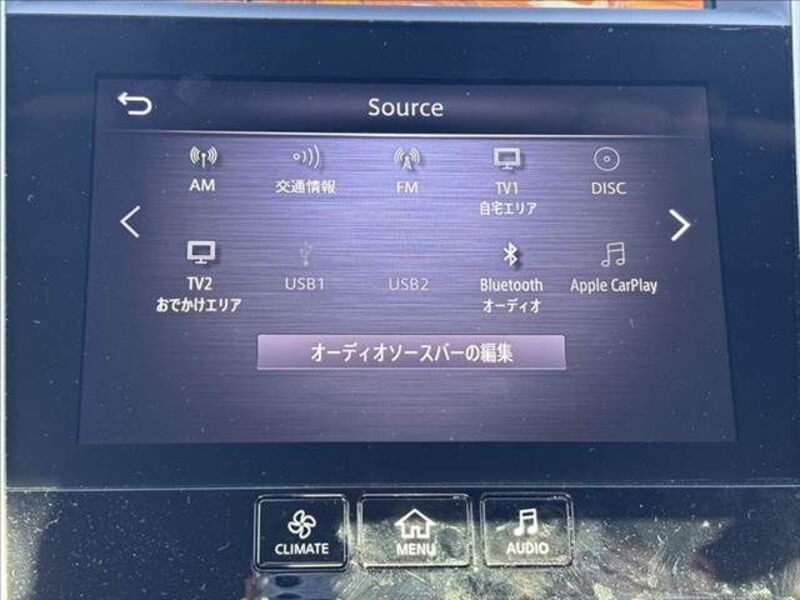 Source
AM
交通情報
FM
TV1
自宅エリア
DISC
TV2
おでかけエリア
USB1
USB2
Bluetooth
オーディオ
Apple CarPlay
オーディオソースバーの編集
CLIMATE
MENU
AUDIO